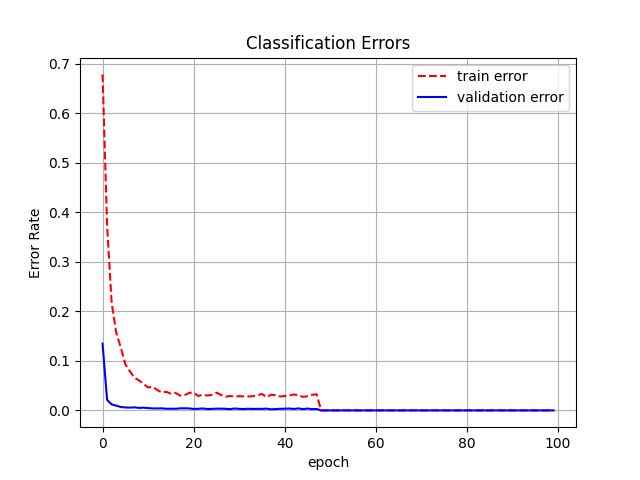 Classification Errors
train error
validation error
Error Rate
0.7
0.6
0.5
0.4
0.3
0.2
0.1
0.0
0 20 40 60 80 100
epoch